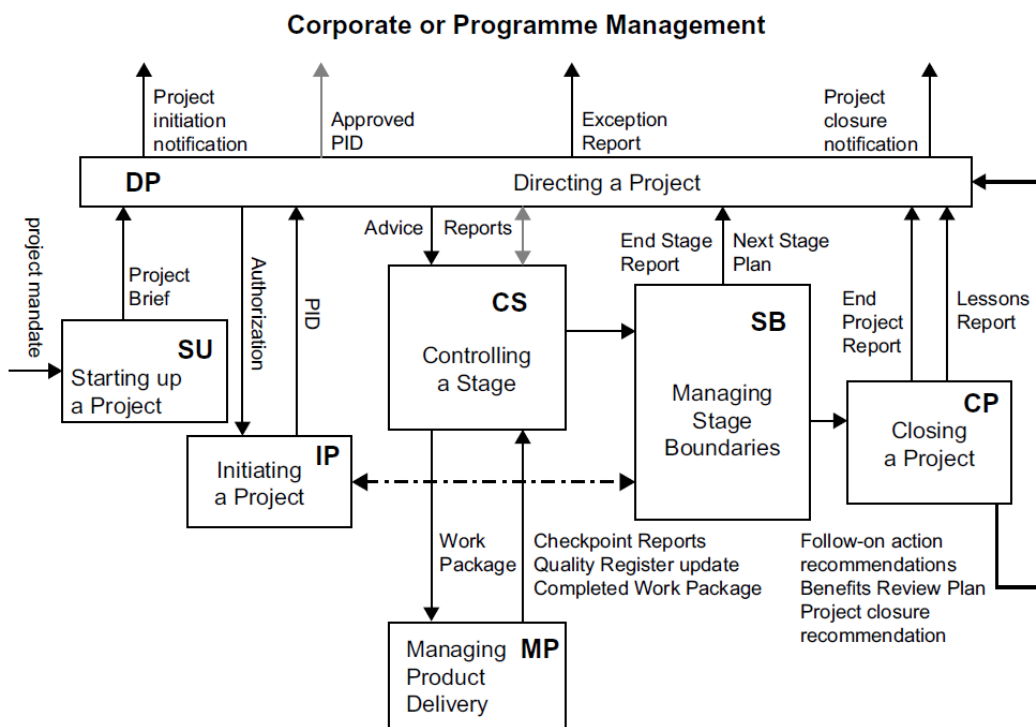 Corporate or Programme Management
Project
initiation
notification
Approved
PID
Exception
Report
Project
closure
notification
DP
Directing a Project
project mandate
Project
Brief
Authorization
PID
Advice
Reports
End Stage
Report
Next Stage
Plan
End
Project
Report
Lessons
Report
SU
Starting up
a Project
CS
Controlling
a Stage
SB
Managing
Stage
Boundaries
CP
Closing
a Project
IP
Initiating
a Project
Work
Package
Checkpoint Reports
Quality Register update
Completed Work Package
Follow-on action
recommendations
Benefits Review Plan
Project closure
recommendation
MP
Managing
Product
Delivery